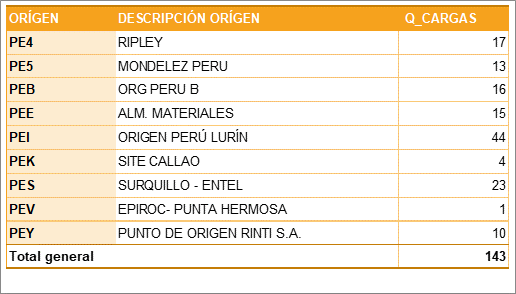 ORÍGEN DESCRIPCIÓN ORÍGEN Q_CARGAS
PE4 RIPLEY 17
PE5 MONDELEZ PERU 13
PEB ORG PERU B 16
PEE ALM. MATERIALES 15
PEI ORIGEN PERÚ LURÍN 44
PEK SITE CALLAO 4
PES SURQUILLO - ENTEL 23
PEV EPIROC- PUNTA HERMOSA 1
PEY PUNTO DE ORIGEN RINTI S.A. 10
Total general 143